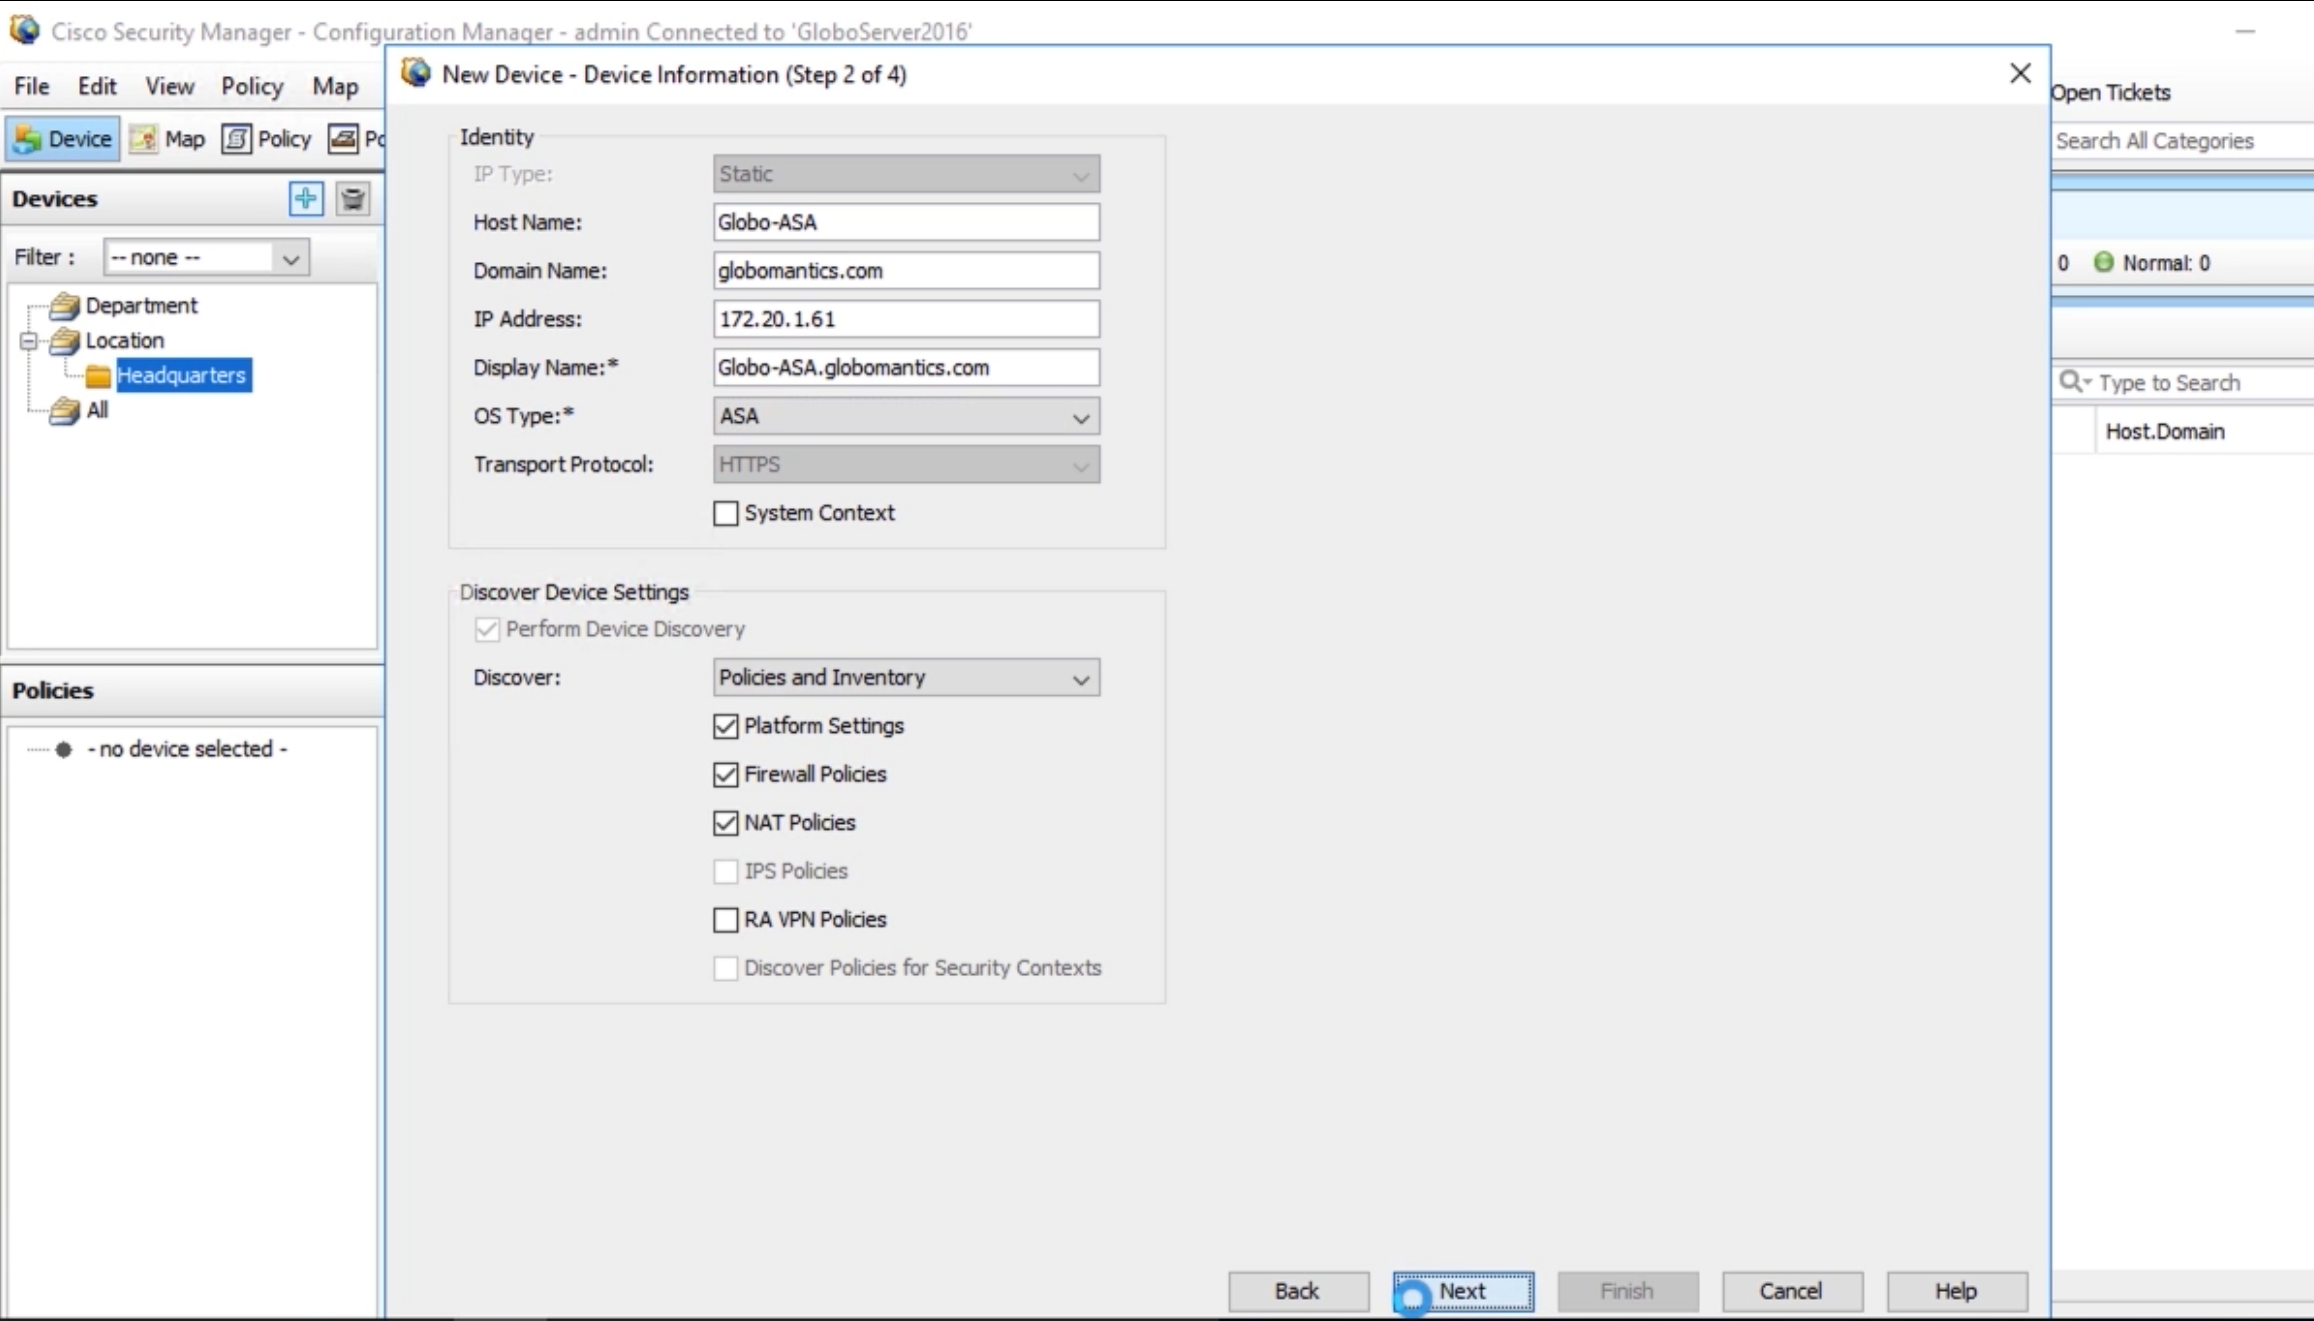 Cisco Security Manager - Configuration Manager - admin Connected to 'GloboServer2016'
File Edit View Policy Map
Device Map Policy
Devices
Filter : -- none --
Department
Location
Headquarters
All
Policies
- no device selected -
New Device - Device Information (Step 2 of 4)
Identity
IP Type: Static
Host Name: Globo-ASA
Domain Name: globomantics.com
IP Address: 172.20.1.61
Display Name:* Globo-ASA.globomantics.com
OS Type:* ASA
Transport Protocol: HTTPS
System Context
Discover Device Settings
Perform Device Discovery
Discover: Policies and Inventory
Platform Settings
Firewall Policies
NAT Policies
IPS Policies
RA VPN Policies
Discover Policies for Security Contexts
Back Next Finish Cancel Help
Open Tickets
Search All Categories
0 Normal: 0
Type to Search
Host.Domain